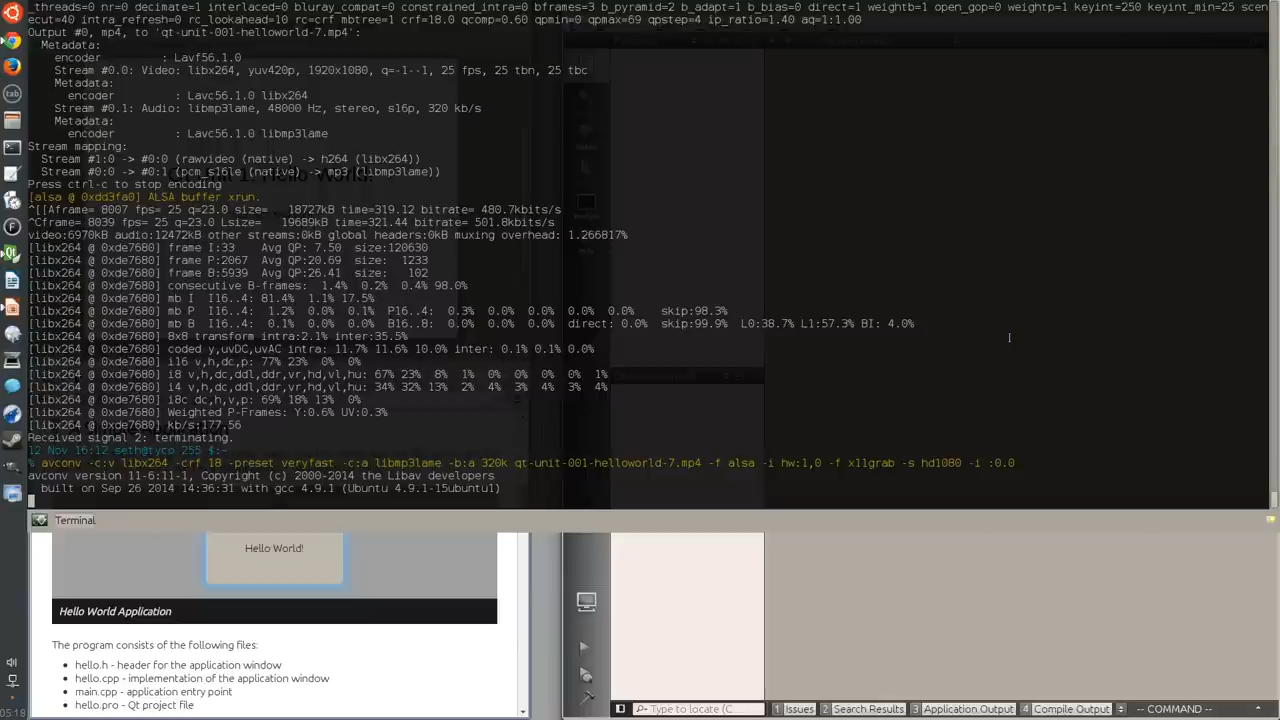 _threads=0 nr=0 decimate=1 interlaced=0 bluray_compat=0 constrained_intra=0 bframes=3 b_pyramid=2 b_adapt=1 b_bias=0 direct=1 weightb=1 open_gop=0 weightp=1 keyint=250 keyint_min=25 scen
ecut=40 intra_refresh=0 rc_lookahead=10 rc=crf mbtree=1 crf=18.0 qcomp=0.60 qpmin=0 qpmax=69 qpstep=4 ip_ratio=1.40 aq=1:1.00
Output #0, mp4, to 'qt-unit-001-helloworld-7.mp4':
Metadata:
encoder : Lavf56.1.0
Stream #0.0: Video: libx264, yuv420p, 1920x1080, q=-1--1, 25 fps, 25 tbn, 25 tbc
Metadata:
encoder : Lavc56.1.0 libx264
Stream #0.1: Audio: libmp3lame, 48000 Hz, stereo, s16p, 320 kb/s
Metadata:
encoder : Lavc56.1.0 libmp3lame
Stream mapping:
Stream #1:0 -> #0:0 (rawvideo (native) -> h264 (libx264))
Stream #0:0 -> #0:1 (pcm_s16le (native) -> mp3 (libmp3lame))
Press ctrl-c to stop encoding
[alsa @ 0xdd3fa0] ALSA buffer xrun.
^[[Aframe= 8007 fps= 25 q=23.0 size= 18727kB time=319.12 bitrate= 480.7kbits/s
^Cframe= 8039 fps= 25 q=23.0 Lsize= 19689kB time=321.44 bitrate= 501.8kbits/s
video:6970kB audio:12472kB other streams:0kB global headers:0kB muxing overhead: 1.266817%
[libx264 @ 0xde7680] frame I:33 Avg QP: 7.50 size:120630
[libx264 @ 0xde7680] frame P:2067 Avg QP:20.69 size: 1233
[libx264 @ 0xde7680] frame B:5939 Avg QP:26.41 size: 102
[libx264 @ 0xde7680] consecutive B-frames: 1.4% 0.2% 0.4% 98.0%
[libx264 @ 0xde7680] mb I I16..4: 81.4% 1.1% 17.5%
[libx264 @ 0xde7680] mb P I16..4: 1.2% 0.0% 0.1% P16..4: 0.3% 0.0% 0.0% 0.0% 0.0% skip:98.3%
[libx264 @ 0xde7680] mb B I16..4: 0.1% 0.0% 0.0% B16..8: 0.0% 0.0% 0.0% direct: 0.0% skip:99.9% L0:38.7% L1:57.3% BI: 4.0%
[libx264 @ 0xde7680] 8x8 transform intra:2.1% inter:35.5%
[libx264 @ 0xde7680] coded y,uvDC,uvAC intra: 11.7% 11.6% 10.0% inter: 0.1% 0.1% 0.0%
[libx264 @ 0xde7680] i16 v,h,dc,p: 77% 23% 0% 0%
[libx264 @ 0xde7680] i8 v,h,dc,ddl,ddr,vr,hd,vl,hu: 67% 23% 8% 1% 0% 0% 0% 0% 1%
[libx264 @ 0xde7680] i4 v,h,dc,ddl,ddr,vr,hd,vl,hu: 34% 32% 13% 2% 4% 3% 4% 3% 4%
[libx264 @ 0xde7680] i8c dc,h,v,p: 69% 18% 13% 0%
[libx264 @ 0xde7680] Weighted P-Frames: Y:0.6% UV:0.3%
[libx264 @ 0xde7680] kb/s:177.56
Received signal 2: terminating.
12 Nov 16:12 seth@tyco 255 $:~
% avconv -c:v libx264 -crf 18 -preset veryfast -c:a libmp3lame -b:a 320k qt-unit-001-helloworld-7.mp4 -f alsa -i hw:1,0 -f x11grab -s hd1080 -i :0.0
avconv version 11-6:11-1, Copyright (c) 2000-2014 the Libav developers
built on Sep 26 2014 14:36:31 with gcc 4.9.1 (Ubuntu 4.9.1-15ubuntu1)
Terminal
Hello World!
Hello World Application
The program consists of the following files:
hello.h - header for the application window
hello.cpp - implementation of the application window
main.cpp - application entry point
hello.pro - Qt project file
Type to locate (C...
1 Issues 2 Search Results 3 Application Output 4 Compile Output -- COMMAND --
05:18